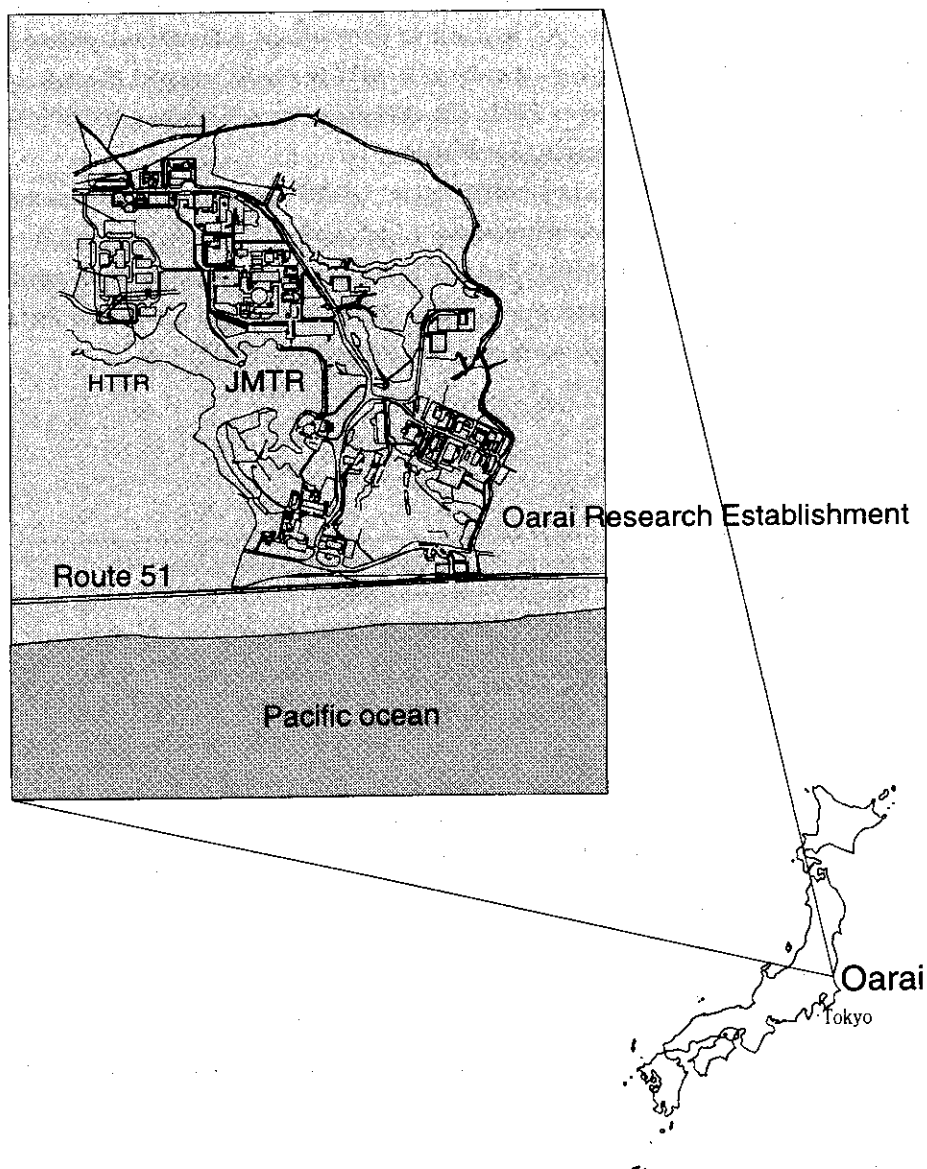 HTTR
JMTR
Oarai Research Establishment
Route 51
Pacific ocean
Oarai
Tokyo